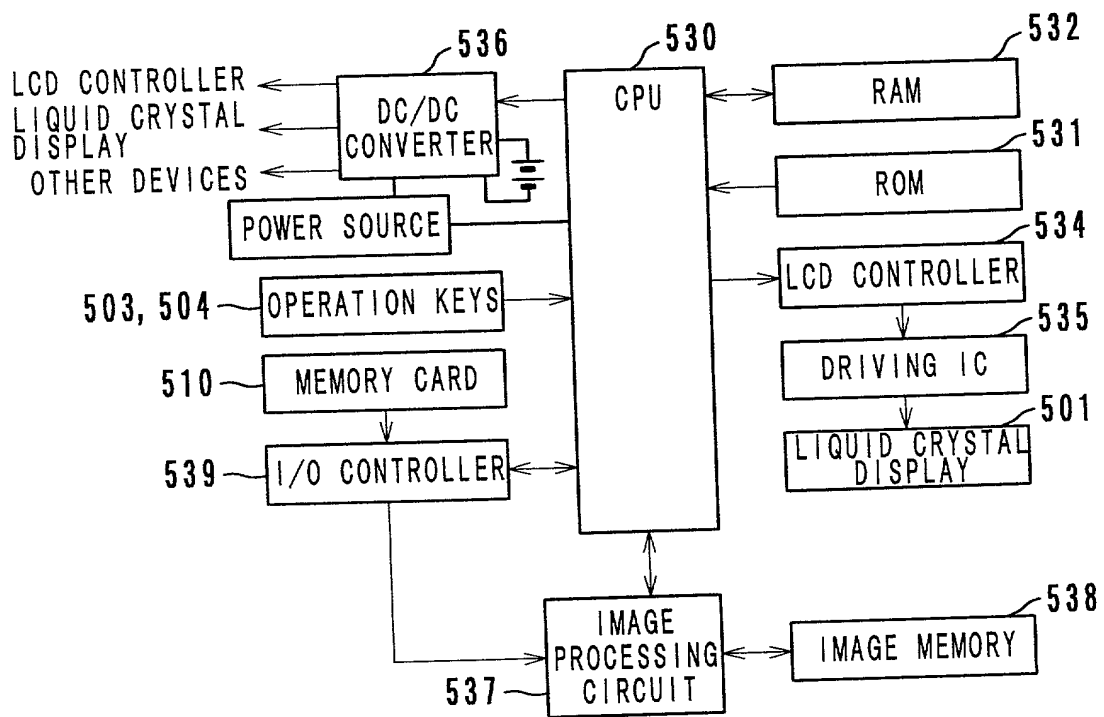 536
530
532
LCD CONTROLLER
LIQUID CRYSTAL
DISPLAY
OTHER DEVICES
DC/DC
CONVERTER
POWER SOURCE
CPU
RAM
531
ROM
534
LCD CONTROLLER
503, 504
OPERATION KEYS
535
DRIVING IC
510
MEMORY CARD
501
LIQUID CRYSTAL
DISPLAY
539
I/O CONTROLLER
538
IMAGE
PROCESSING
CIRCUIT
537
IMAGE MEMORY